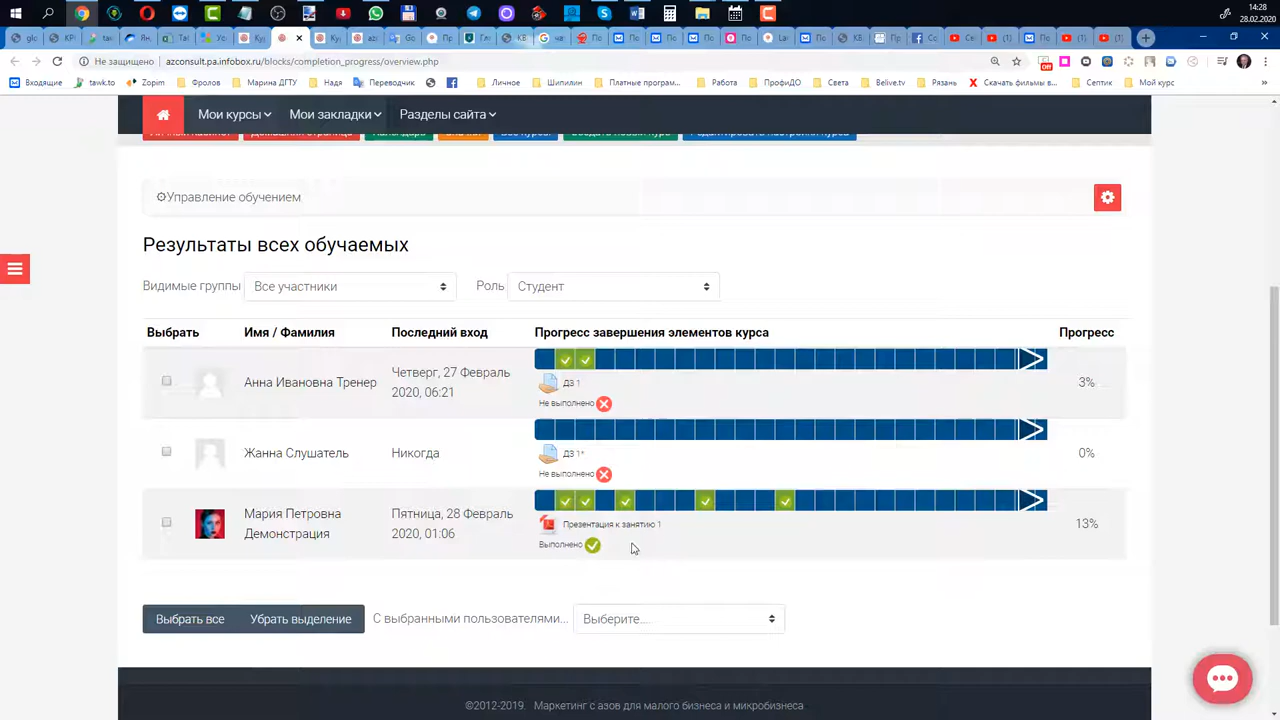 14:28
28.02.2020
Не защищено
azconsult.pa.infobox.ru/blocks/completion_progress/overview.php
Входящие
tawk.to
Zopim
Фролов
Марина ДГТУ
Надя
Переводчик
Личное
Шипилин
Платные програм...
Работа
ПрофиДО
Света
Belive.tv
Рязань
Скачать фильмы в...
Септик
Мой курс
Мои курсы
Мои закладки
Разделы сайта
Управление обучением
Результаты всех обучаемых
Видимые группы Все участники Роль Студент
Выбрать Имя / Фамилия Последний вход Прогресс завершения элементов курса Прогресс
Анна Ивановна Тренер
Четверг, 27 Февраль
2020, 06:21
ДЗ 1
Не выполнено
3%
Жанна Слушатель
Никогда
ДЗ 1*
Не выполнено
0%
Мария Петровна
Демонстрация
Пятница, 28 Февраль
2020, 01:06
Презентация к занятию 1
Выполнено
13%
Выбрать все Убрать выделение С выбранными пользователями... Выберите...
©2012-2019. Маркетинг с азов для малого бизнеса и микробизнеса